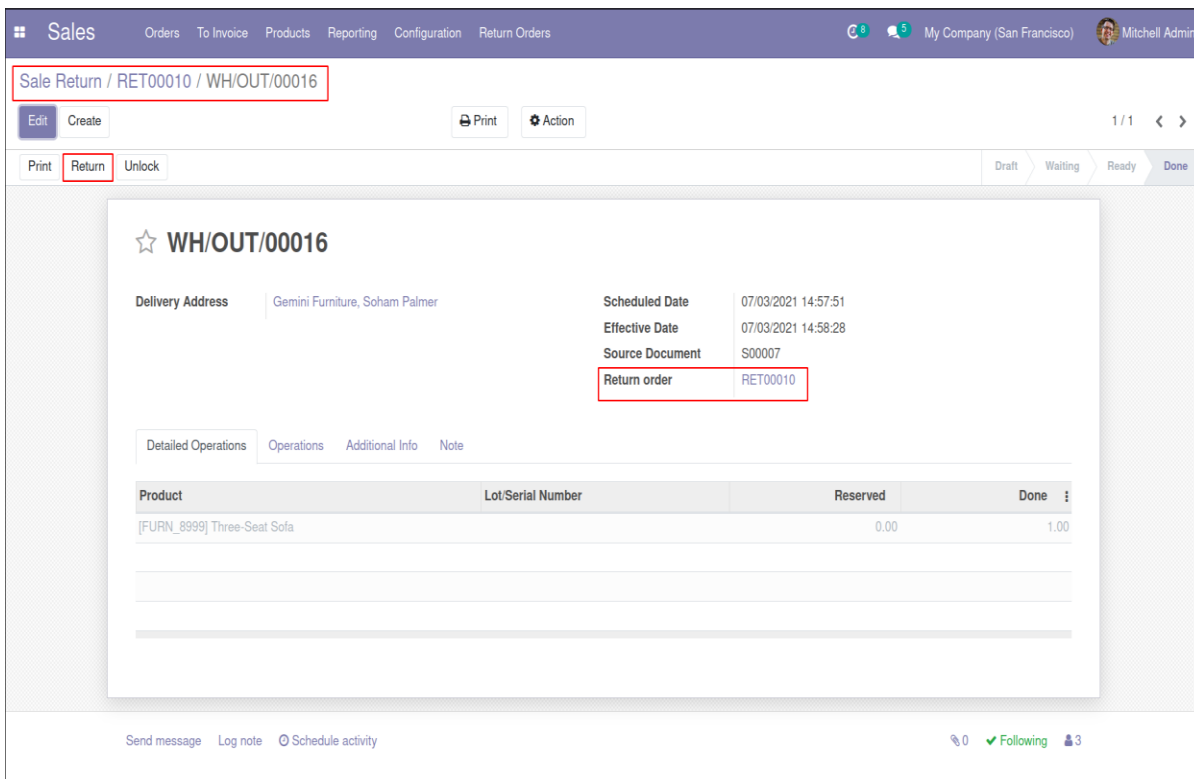 Sales Orders To Invoice Products Reporting Configuration Return Orders 8 5 My Company (San Francisco) Mitchell Admin
Sale Return / RET00010 / WH/OUT/00016
Edit Create Print Action 1 / 1
Print Return Unlock Draft Waiting Ready Done
WH/OUT/00016
Delivery Address Gemini Furniture, Soham Palmer Scheduled Date 07/03/2021 14:57:51
Effective Date 07/03/2021 14:58:28
Source Document S00007
Return order RET00010
Detailed Operations Operations Additional Info Note
Product Lot/Serial Number Reserved Done
[FURN_8999] Three-Seat Sofa 0.00 1.00
Send message Log note Schedule activity 0 Following 3